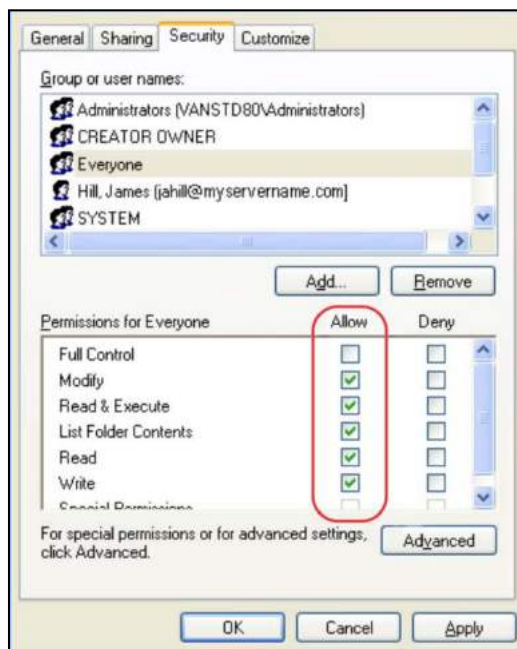 General Sharing Security Customize
Group or user names:
Administrators (VANSTD80\Administrators)
CREATOR OWNER
Everyone
Hill, James [jahill@myservername.com]
SYSTEM
Add... Remove
Permissions for Everyone Allow Deny
Full Control
Modify
Read & Execute
List Folder Contents
Read
Write
Special Permissions
For special permissions or for advanced settings, Advanced
click Advanced.
OK Cancel Apply